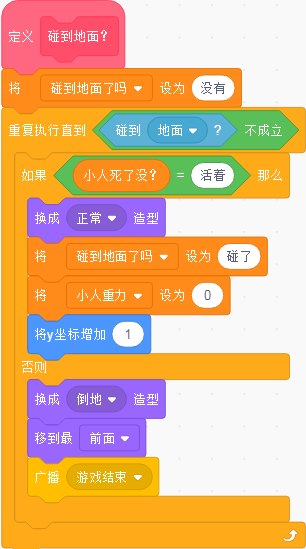 定义 碰到地面?
将 碰到地面了吗 设为 没有
重复执行直到 碰到 地面 ? 不成立
如果 小人死了没? = 活着 那么
换成 正常 造型
将 碰到地面了吗 设为 碰了
将 小人重力 设为 0
将y坐标增加 1
否则
换成 倒地 造型
移到最 前面
广播 游戏结束